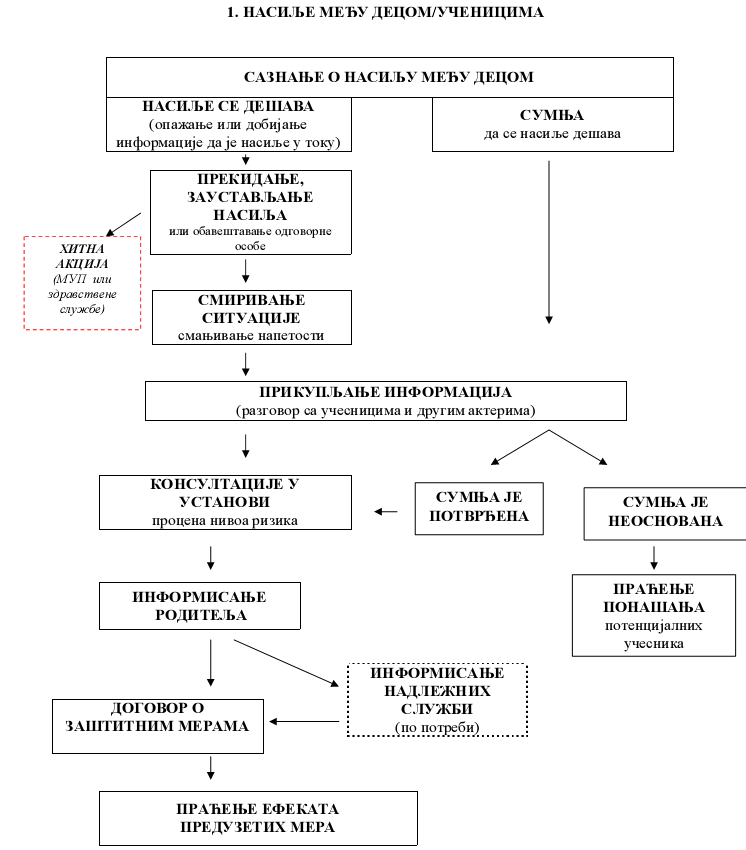 1. НАСИЉЕ МЕЂУ ДЕЦОМ/УЧЕНИЦИМА
САЗНАЊЕ О НАСИЉУ МЕЂУ ДЕЦОМ
НАСИЉЕ СЕ ДЕШАВА
(опажање или добијање
информације да је насиље у току)
СУМЊА
да се насиље дешава
ПРЕКИДАЊЕ,
ЗАУСТАВЉАЊЕ
НАСИЉА
или обавештавање одговорне
особе
ХИТНА
АКЦИЈА
(МУП или
здравствене
службе)
СМИРИВАЊЕ
СИТУАЦИЈЕ
смањивање напетости
ПРИКУПЉАЊЕ ИНФОРМАЦИЈА
(разговор са учесницима и другим актерима)
КОНСУЛТАЦИЈЕ У
УСТАНОВИ
процена нивоа ризика
СУМЊА ЈЕ
ПОТВРЂЕНА
СУМЊА ЈЕ
НЕОСНОВАНА
ИНФОРМИСАЊЕ
РОДИТЕЉА
ПРАЋЕЊЕ
ПОНАШАЊА
потенцијалних
учесника
ИНФОРМИСАЊЕ
НАДЛЕЖНИХ
СЛУЖБИ
(по потреби)
ДОГОВОР О
ЗАШТИТНИМ МЕРАМА
ПРАЋЕЊЕ ЕФЕКАТА
ПРЕДУЗЕТИХ МЕРА